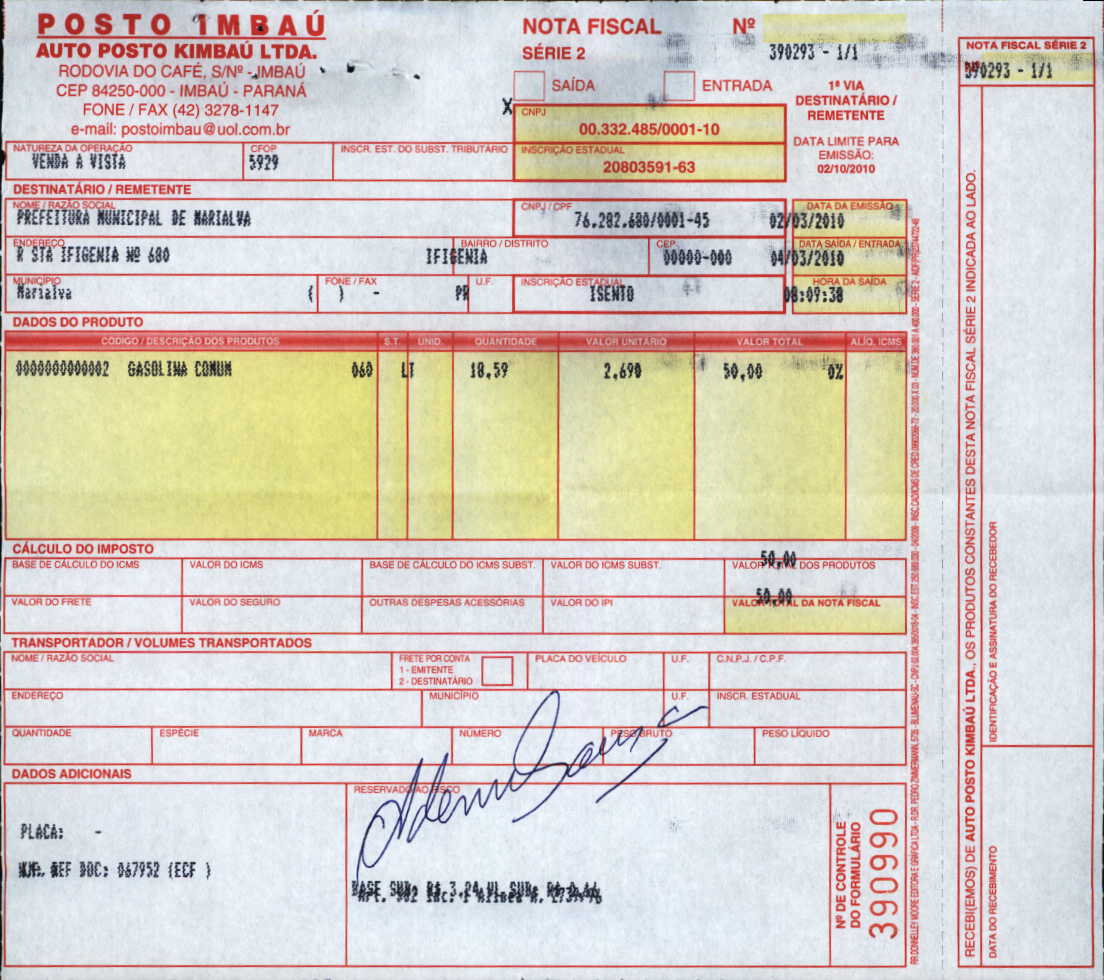 POSTO IMBAÚ
AUTO POSTO KIMBAÚ LTDA.
RODOVIA DO CAFÉ, S/Nº - IMBAÚ
CEP 84250-000 - IMBAÚ - PARANÁ
FONE / FAX (42) 3278-1147
e-mail: postoimbau@uol.com.br
NOTA FISCAL Nº
SÉRIE 2 390293 - 1/1
SAÍDA ENTRADA
X
1ª VIA
DESTINATÁRIO /
REMETENTE
DATA LIMITE PARA
EMISSÃO:
02/10/2010
CNPJ
00.332.485/0001-10
NATUREZA DA OPERAÇÃO CFOP INSCR. EST. DO SUBST. TRIBUTÁRIO INSCRIÇÃO ESTADUAL
VENDA A VISTA 5929 20803591-63
DESTINATÁRIO / REMETENTE
NOME / RAZÃO SOCIAL CNPJ / CPF DATA DA EMISSÃO
PREFEITURA MUNICIPAL DE MARIALVA 76.282.680/0001-45 02/03/2010
ENDEREÇO BAIRRO / DISTRITO CEP DATA SAÍDA / ENTRADA
R STA IFIGENIA Nº 680 IFIGENIA 00000-000 04/03/2010
MUNICÍPIO FONE / FAX U.F. INSCRIÇÃO ESTADUAL HORA DA SAÍDA
Marialva ( ) - PR ISENTO 08:09:38
DADOS DO PRODUTO
CÓDIGO / DESCRIÇÃO DOS PRODUTOS S.T. UNID. QUANTIDADE VALOR UNITÁRIO VALOR TOTAL ALÍQ. ICMS
0000000000002 GASOLINA COMUM 060 LT 18,59 2,690 50,00 0%
CÁLCULO DO IMPOSTO
BASE DE CÁLCULO DO ICMS VALOR DO ICMS BASE DE CÁLCULO DO ICMS SUBST. VALOR DO ICMS SUBST. VALOR TOTAL DOS PRODUTOS
50,00
VALOR DO FRETE VALOR DO SEGURO OUTRAS DESPESAS ACESSÓRIAS VALOR DO IPI VALOR TOTAL DA NOTA FISCAL
50,00
TRANSPORTADOR / VOLUMES TRANSPORTADOS
NOME / RAZÃO SOCIAL FRETE POR CONTA PLACA DO VEÍCULO U.F. C.N.P.J. / C.P.F.
1 - EMITENTE
2 - DESTINATÁRIO
ENDEREÇO MUNICÍPIO U.F. INSCR. ESTADUAL
QUANTIDADE ESPÉCIE MARCA NÚMERO PESO BRUTO PESO LÍQUIDO
DADOS ADICIONAIS
RESERVADO AO FISCO
PLACA: -
NUM. REF DOC: 067952 (ECF )
Nº DE CONTROLE
DO FORMULÁRIO
390990
NOTA FISCAL SÉRIE 2
390293 - 1/1
RECEBI(EMOS) DE AUTO POSTO KIMBAÚ LTDA., OS PRODUTOS CONSTANTES DESTA NOTA FISCAL SÉRIE 2 INDICADA AO LADO.
DATA DO RECEBIMENTO
IDENTIFICAÇÃO E ASSINATURA DO RECEBEDOR